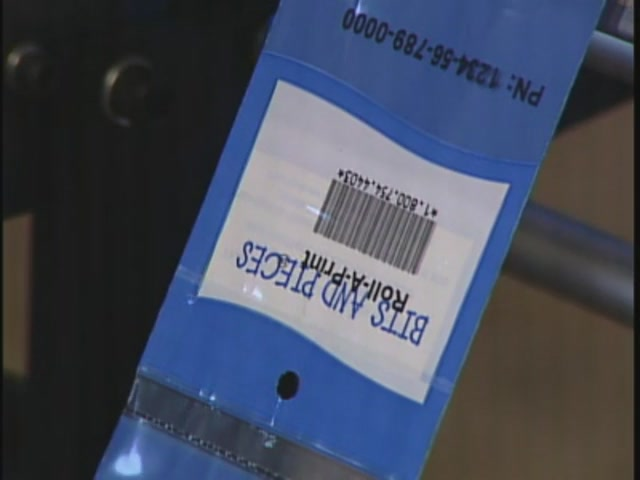 BITS AND PIECES
Roll-A-Print
*1.800.754.4403*
PN: 1234-56-789-0000